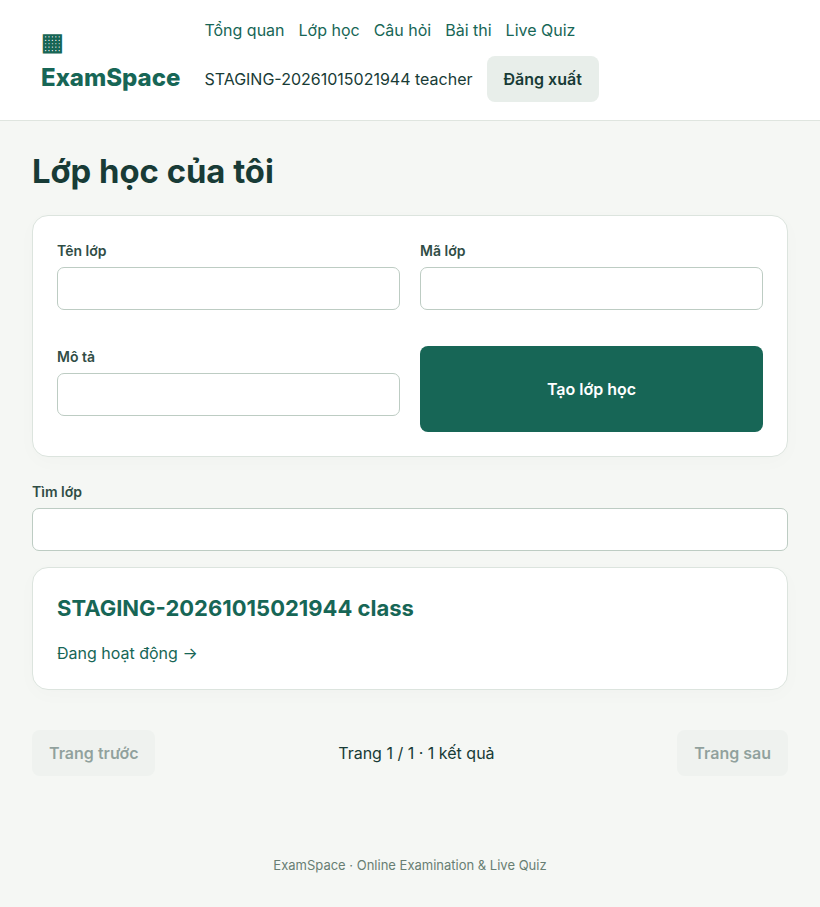 ExamSpace
Tổng quan Lớp học Câu hỏi Bài thi Live Quiz
STAGING-20261015021944 teacher Đăng xuất
Lớp học của tôi
Tên lớp
Mã lớp
Mô tả
Tạo lớp học
Tìm lớp
STAGING-20261015021944 class
Đang hoạt động →
Trang trước
Trang 1 / 1 · 1 kết quả
Trang sau
ExamSpace · Online Examination & Live Quiz